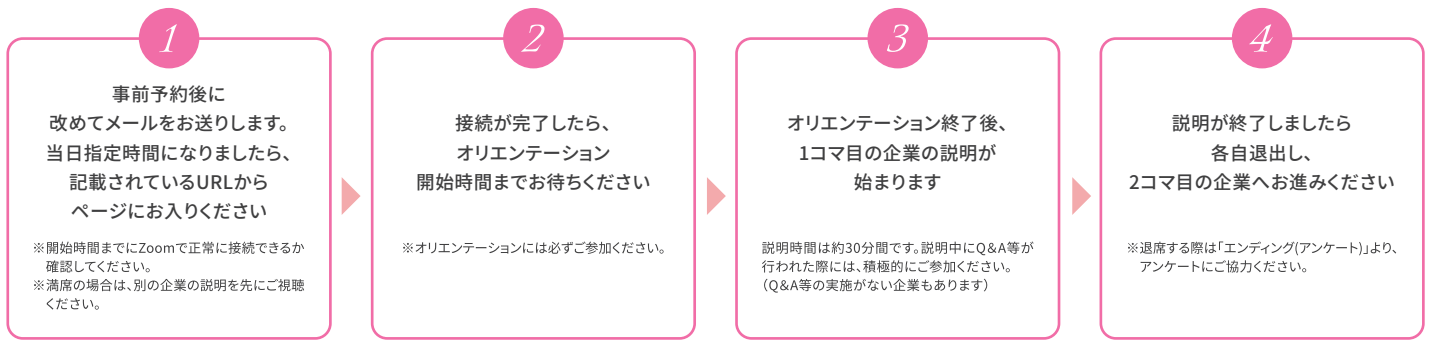 1
事前予約後に
改めてメールをお送りします。
当日指定時間になりましたら、
記載されているURLから
ページにお入りください
※開始時間までにZoomで正常に接続できるか
確認してください。
※満席の場合は、別の企業の説明を先にご視聴
ください。
2
接続が完了したら、
オリエンテーション
開始時間までお待ちください
※オリエンテーションには必ずご参加ください。
3
オリエンテーション終了後、
1コマ目の企業の説明が
始まります
説明時間は約30分間です。説明中にQ&A等が
行われた際には、積極的にご参加ください。
（Q&A等の実施がない企業もあります）
4
説明が終了しましたら
各自退出し、
2コマ目の企業へお進みください
※退席する際は「エンディング(アンケート)」より、
アンケートにご協力ください。